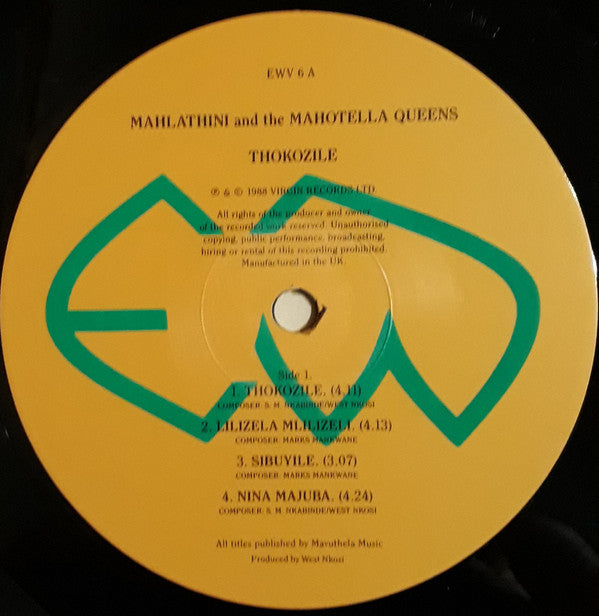 EWV 6 A
MAHLATHINI and the MAHOTELLA QUEENS
THOKOZILE
℗ & © 1988 VIRGIN RECORDS LTD
All rights of the producer and owner
of the recorded work reserved. Unauthorised
copying, public performance, broadcasting,
hiring or rental of this recording prohibited.
Manufactured in the UK.
Side 1.
1. THOKOZILE. (4.11)
COMPOSER: S. M. NKABINDE/WEST NKOSI
2. LILIZELA MLILIZELI. (4.13)
COMPOSER: MARKS MANKWANE
3. SIBUYILE. (3.07)
COMPOSER: MARKS MANKWANE
4. NINA MAJUBA. (4.24)
COMPOSER: S. M. NKABINDE/WEST NKOSI
All titles published by Mavuthela Music
Produced by West Nkosi